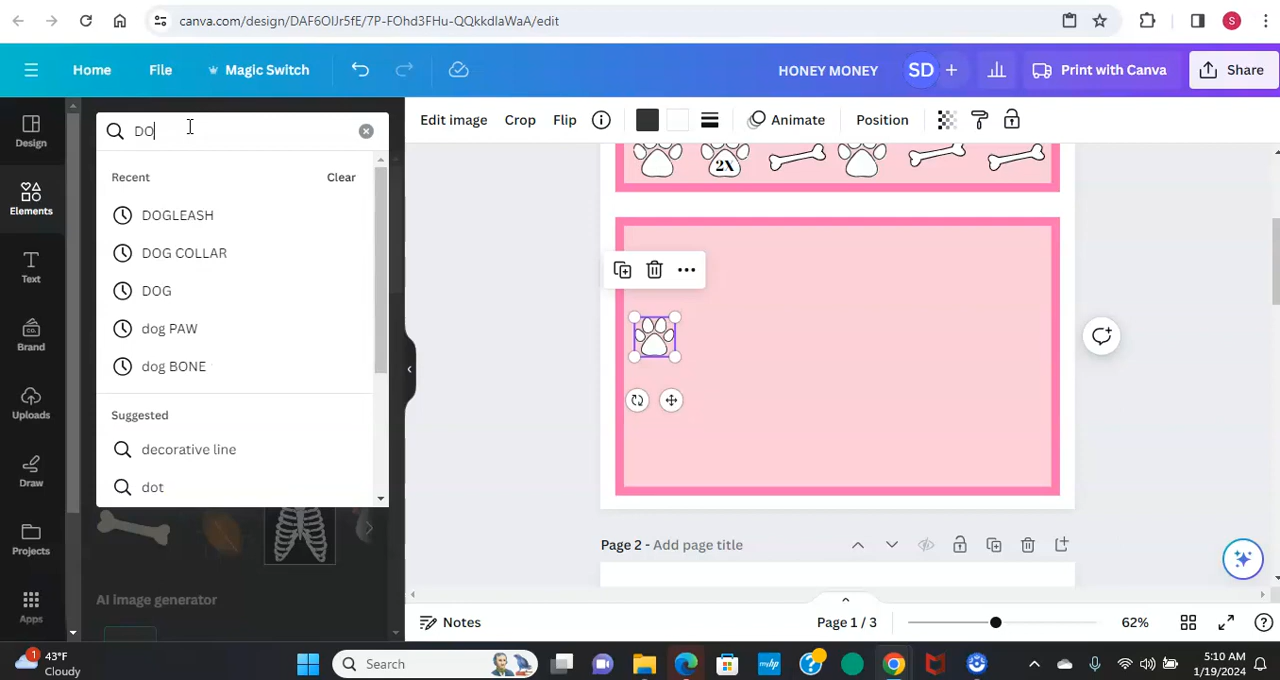 canva.com/design/DAF6OIJr5fE/7P-FOhd3FHu-QQkkdlaWaA/edit
S
Home
File
Magic Switch
HONEY MONEY
SD
+
Print with Canva
Share
Design
Elements
Text
Brand
Uploads
Draw
Projects
Apps
DO
Recent
Clear
DOGLEASH
DOG COLLAR
DOG
dog PAW
dog BONE
Suggested
decorative line
dot
AI image generator
Edit image
Crop
Flip
Animate
Position
2X
Page 2 - Add page title
Notes
Page 1 / 3
62%
1
43°F
Cloudy
Search
5:10 AM
1/19/2024